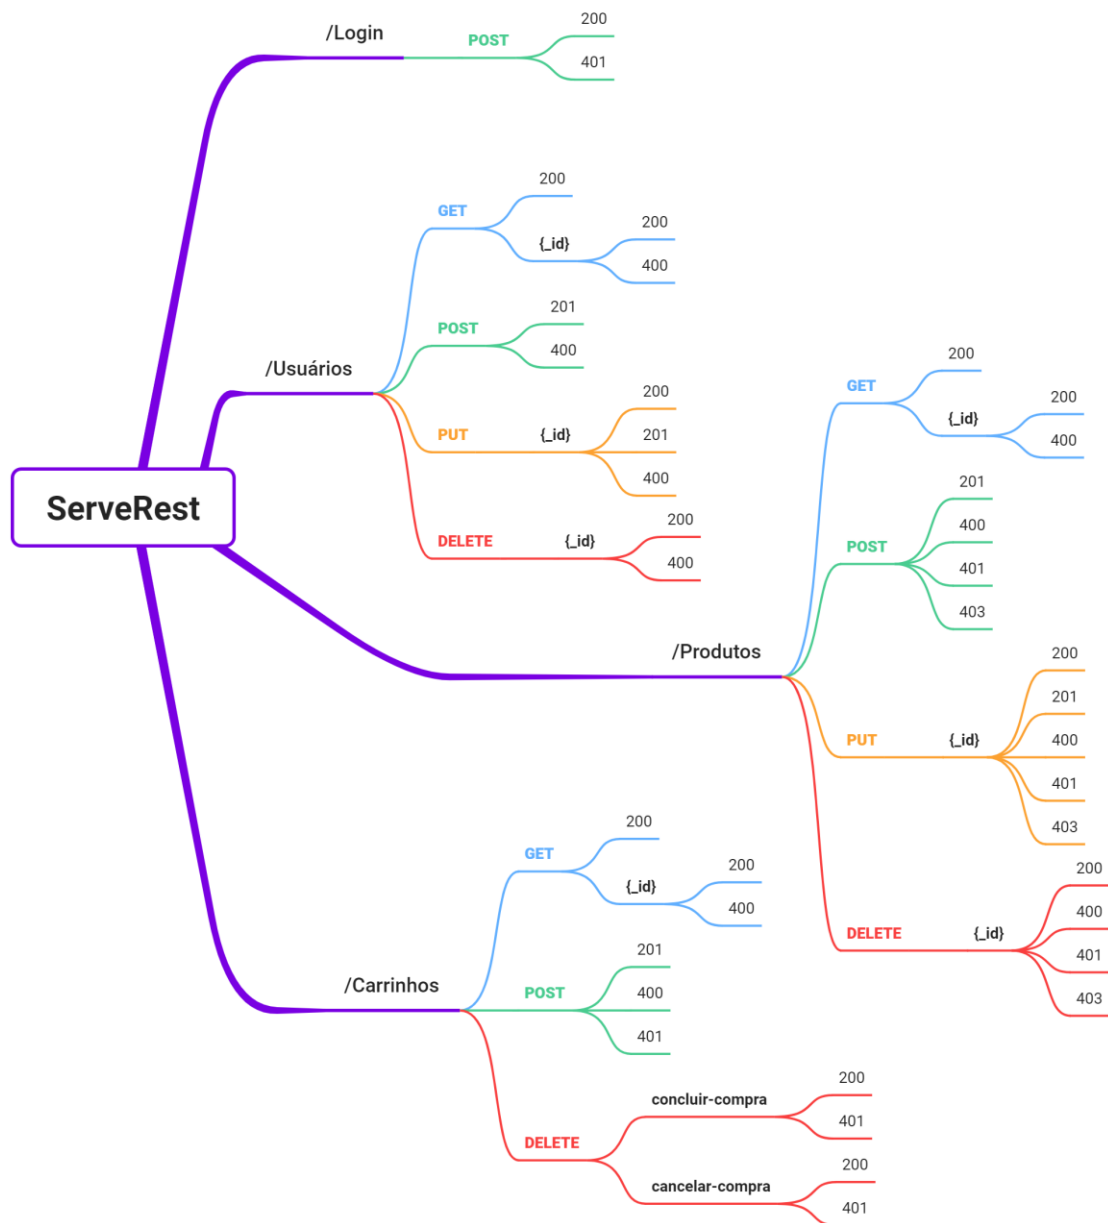 ServeRest
/Login
POST
200
401
/Usuários
GET
200
{_id}
200
400
POST
201
400
PUT
{_id}
200
201
400
DELETE
{_id}
200
400
/Produtos
GET
200
{_id}
200
400
POST
201
400
401
403
PUT
{_id}
200
201
400
401
403
DELETE
{_id}
200
400
401
403
/Carrinhos
GET
200
{_id}
200
400
POST
201
400
401
DELETE
concluir-compra
200
401
cancelar-compra
200
401